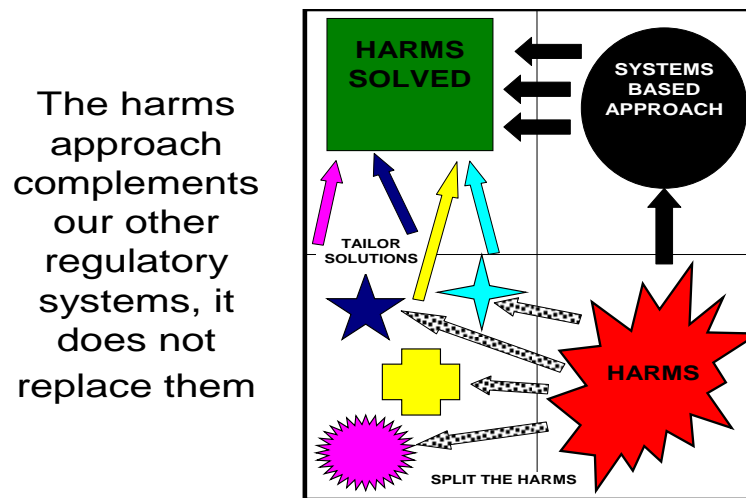 The harms
approach
complements
our other
regulatory
systems, it
does not
replace them
HARMS
SOLVED
SYSTEMS
BASED
APPROACH
TAILOR
SOLUTIONS
HARMS
SPLIT THE HARMS